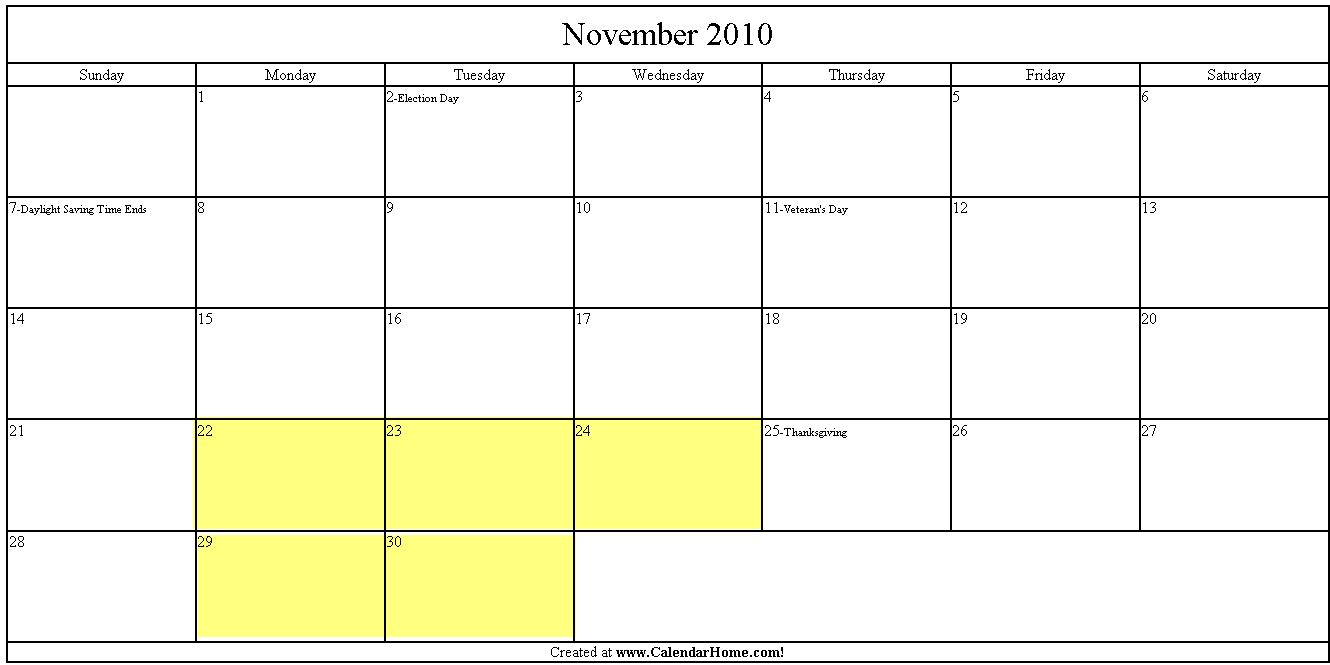 November 2010
Sunday Monday Tuesday Wednesday Thursday Friday Saturday
1 2-Election Day 3 4 5 6
7-Daylight Saving Time Ends 8 9 10 11-Veteran's Day 12 13
14 15 16 17 18 19 20
21 22 23 24 25-Thanksgiving 26 27
28 29 30
Created at www.CalendarHome.com!